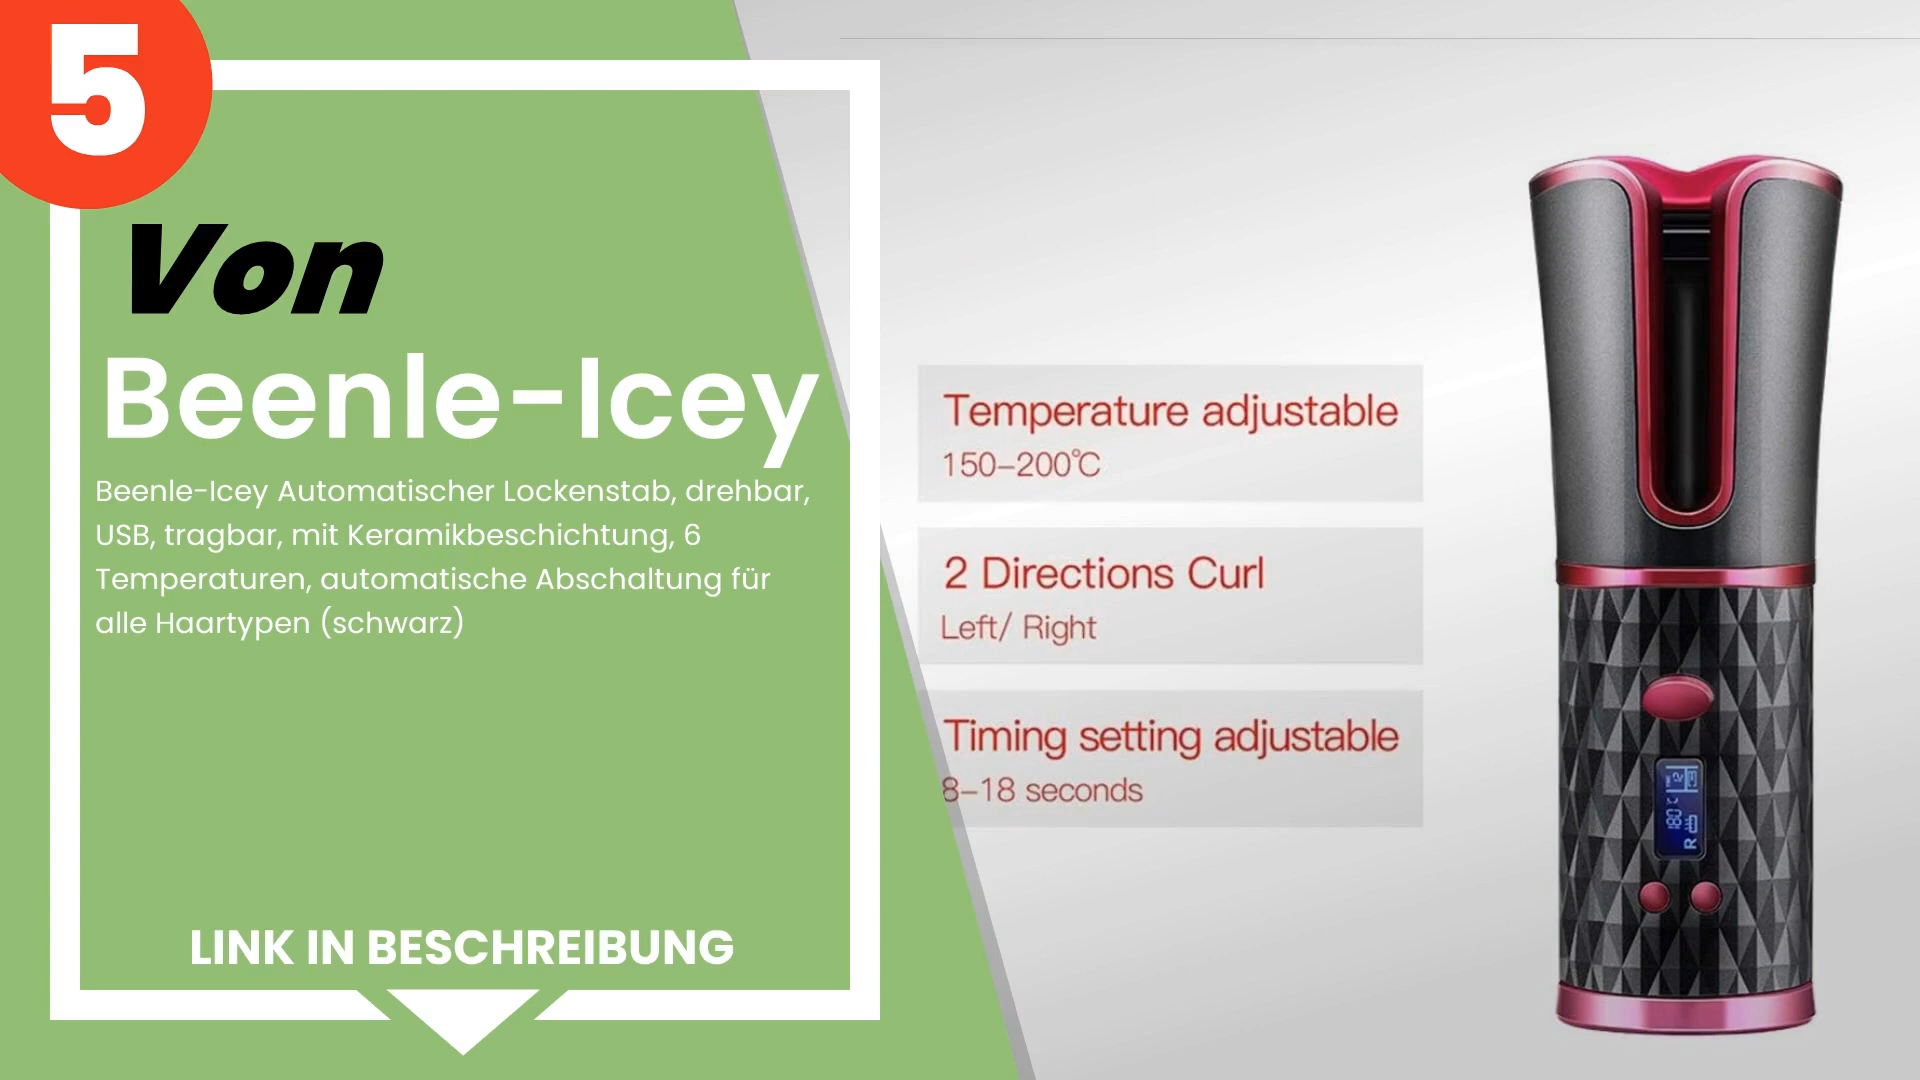 5
Von
Beenle-Icey
Beenle-Icey Automatischer Lockenstab, drehbar,
USB, tragbar, mit Keramikbeschichtung, 6
Temperaturen, automatische Abschaltung für
alle Haartypen (schwarz)
LINK IN BESCHREIBUNG
Temperature adjustable
150–200℃
2 Directions Curl
Left/ Right
Timing setting adjustable
8–18 seconds
180 ℃
R
12